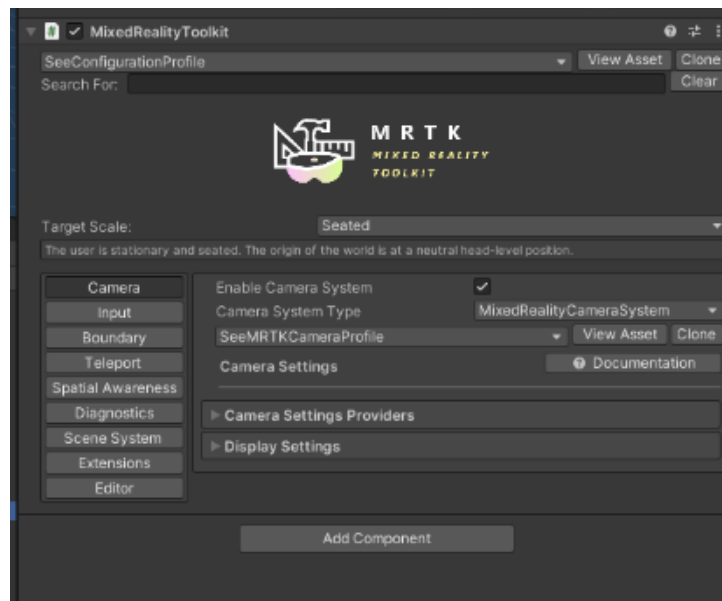 MixedRealityToolkit
SeeConfigurationProfile View Asset Clone
Search For: Clear
MRTK
MIXED REALITY
TOOLKIT
Target Scale: Seated
The user is stationary and seated. The origin of the world is at a neutral head-level position.
Camera Enable Camera System
Input Camera System Type MixedRealityCameraSystem
Boundary SeeMRTKCameraProfile View Asset Clone
Teleport Camera Settings Documentation
Spatial Awareness
Diagnostics Camera Settings Providers
Scene System Display Settings
Extensions
Editor
Add Component